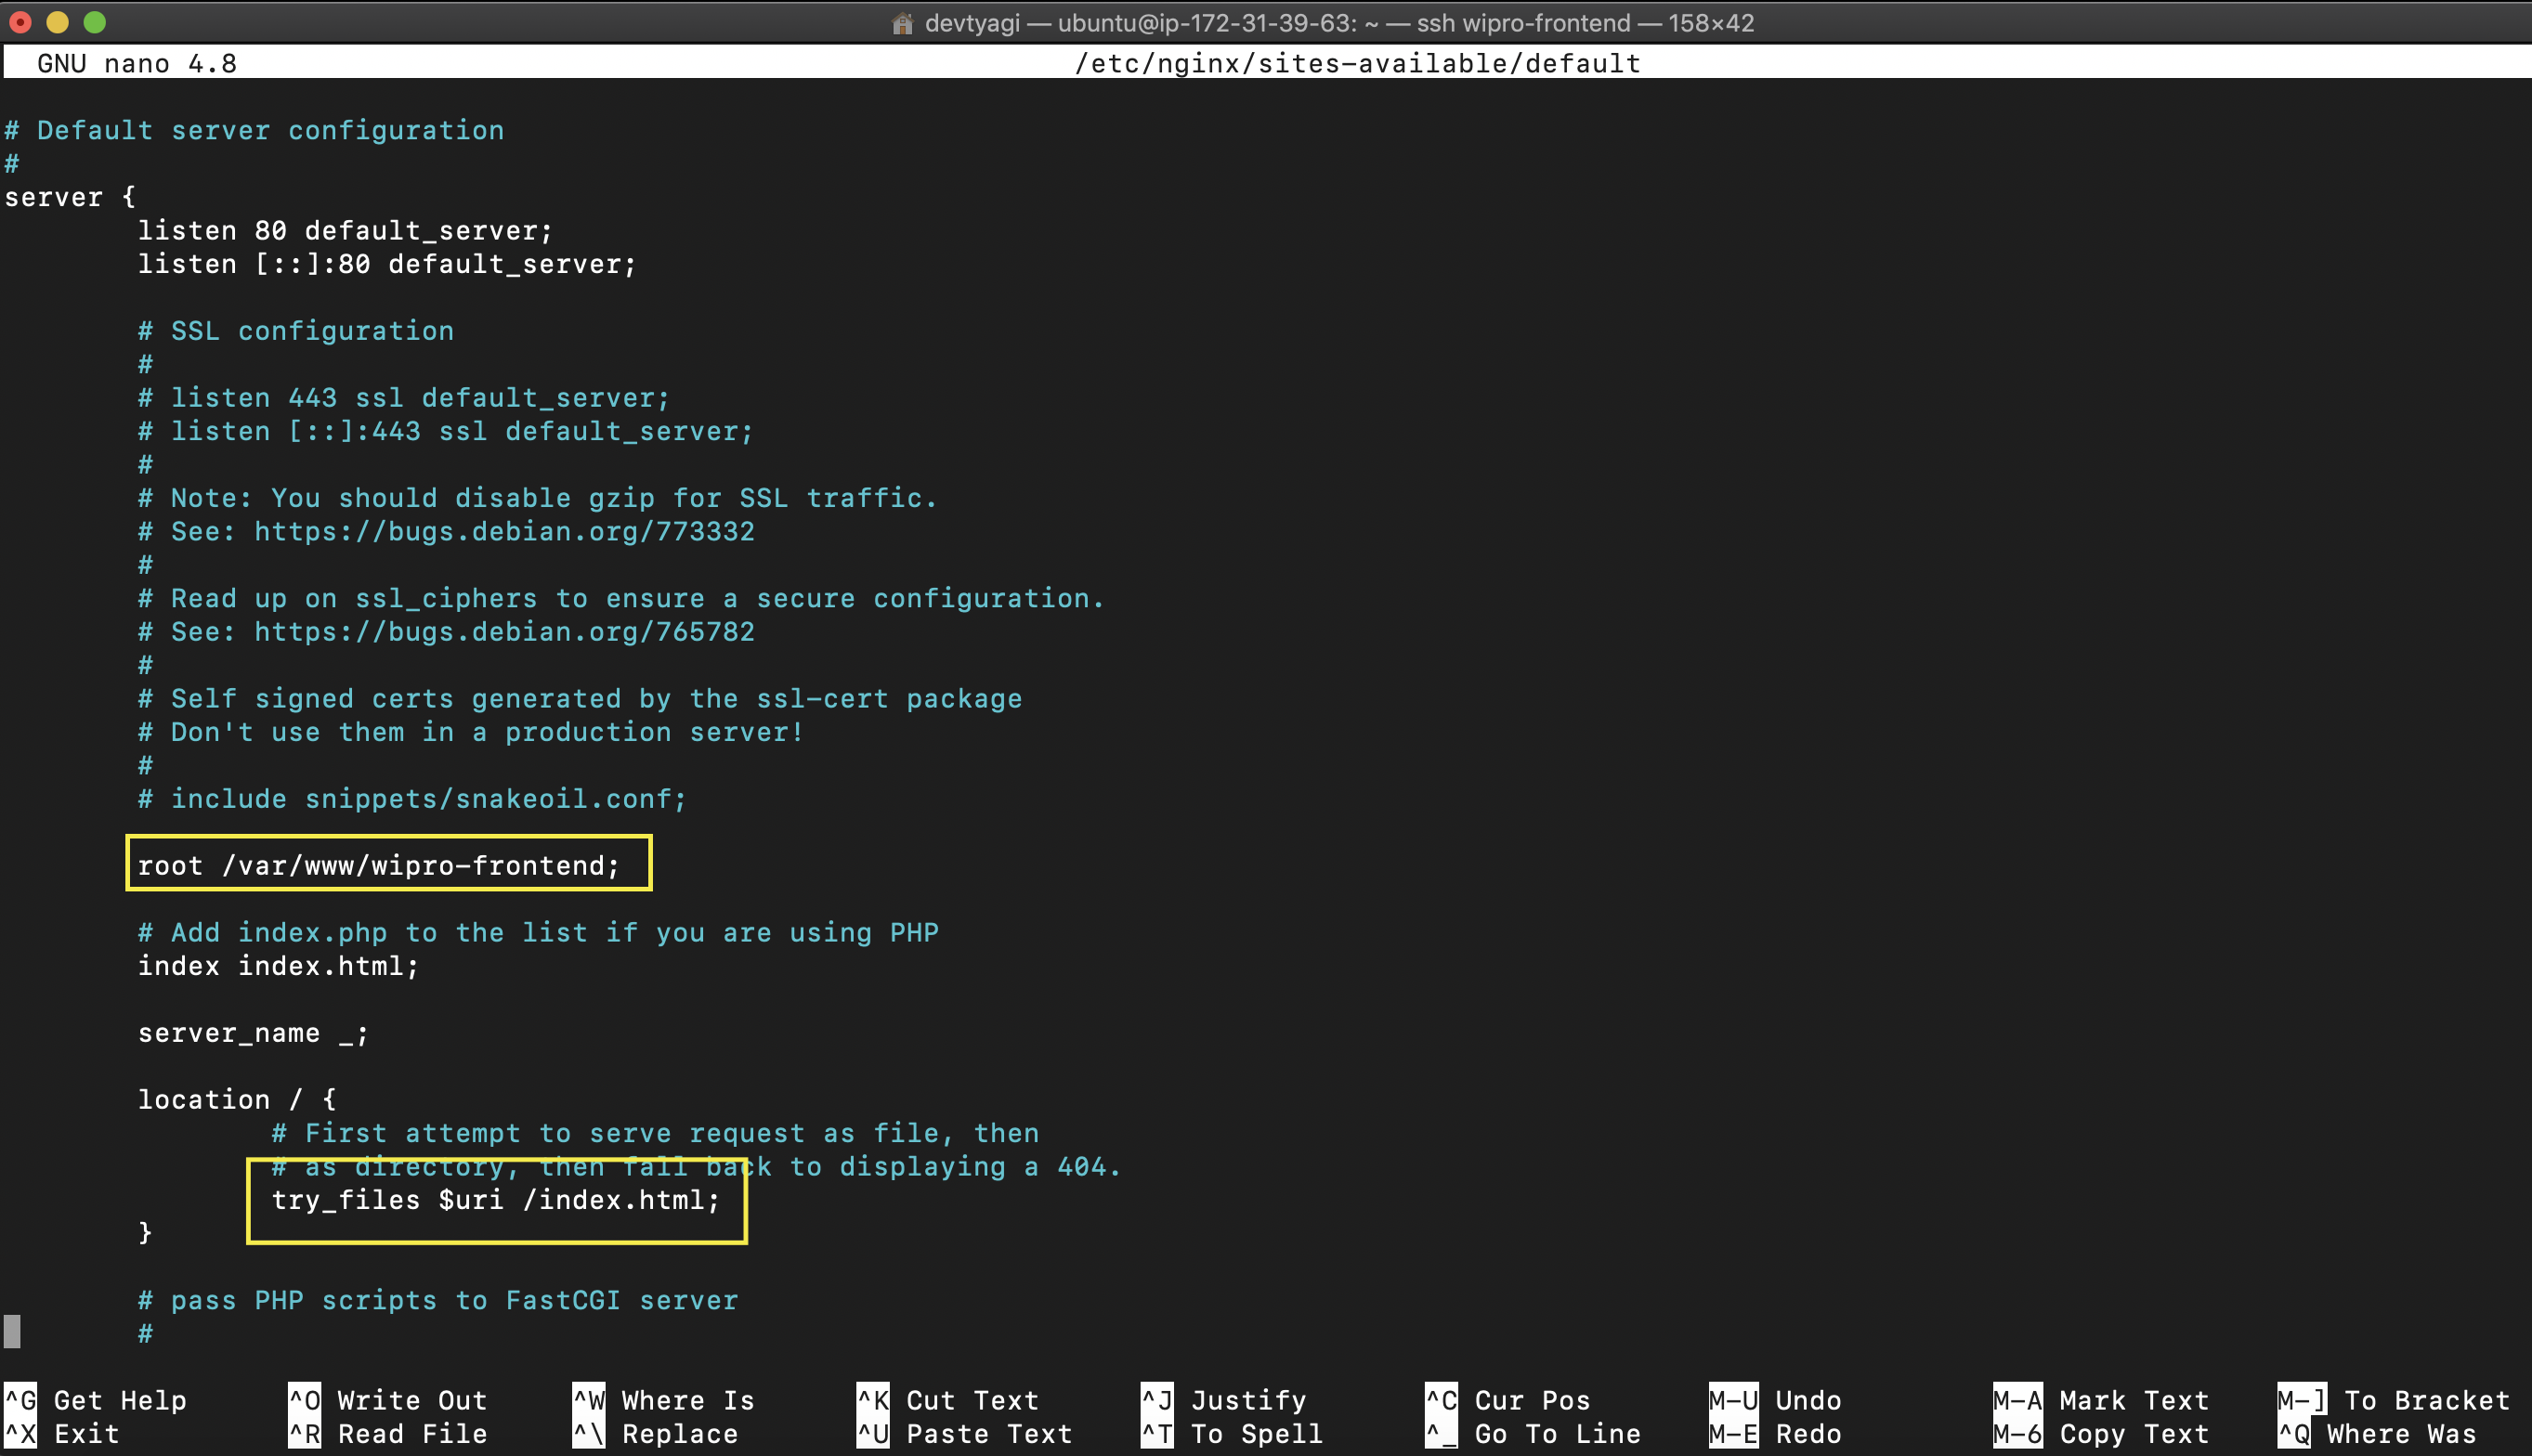 devtyagi — ubuntu@ip-172-31-39-63: ~ — ssh wipro-frontend — 158×42
GNU nano 4.8 /etc/nginx/sites-available/default
# Default server configuration
#
server {
listen 80 default_server;
listen [::]:80 default_server;
# SSL configuration
#
# listen 443 ssl default_server;
# listen [::]:443 ssl default_server;
#
# Note: You should disable gzip for SSL traffic.
# See: https://bugs.debian.org/773332
#
# Read up on ssl_ciphers to ensure a secure configuration.
# See: https://bugs.debian.org/765782
#
# Self signed certs generated by the ssl-cert package
# Don't use them in a production server!
#
# include snippets/snakeoil.conf;
root /var/www/wipro-frontend;
# Add index.php to the list if you are using PHP
index index.html;
server_name _;
location / {
# First attempt to serve request as file, then
# as directory, then fall back to displaying a 404.
try_files $uri /index.html;
}
# pass PHP scripts to FastCGI server
#
^G Get Help ^O Write Out ^W Where Is ^K Cut Text ^J Justify ^C Cur Pos M-U Undo M-A Mark Text M-] To Bracket
^X Exit ^R Read File ^\ Replace ^U Paste Text ^T To Spell ^_ Go To Line M-E Redo M-6 Copy Text ^Q Where Was